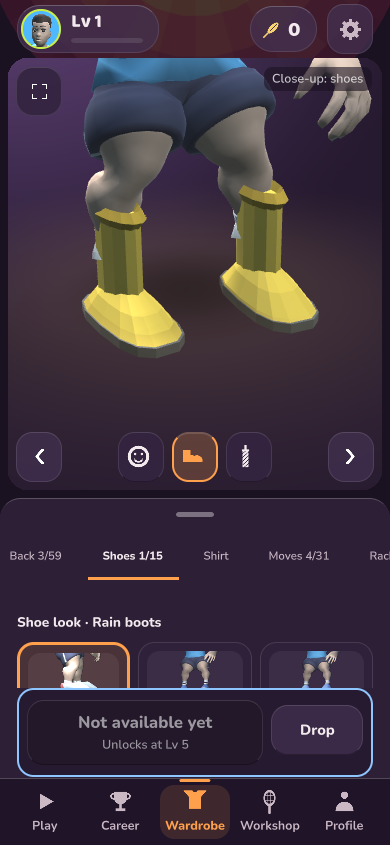 Lv 1
0
Close-up: shoes
Back 3/59
Shoes 1/15
Shirt
Moves 4/31
Shoe look · Rain boots
Not available yet
Unlocks at Lv 5
Drop
Play
Career
Wardrobe
Workshop
Profile